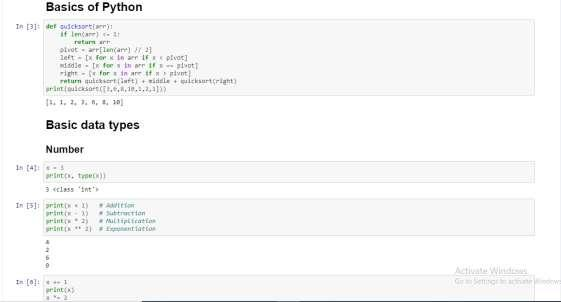 Basics of Python
In [3]: def quicksort(arr):
if len(arr) <= 1:
return arr
pivot = arr[len(arr) // 2]
left = [x for x in arr if x < pivot]
middle = [x for x in arr if x == pivot]
right = [x for x in arr if x > pivot]
return quicksort(left) + middle + quicksort(right)
print(quicksort([3,6,8,10,1,2,1]))
[1, 1, 2, 3, 6, 8, 10]
Basic data types
Number
In [4]: x = 3
print(x, type(x))
3 <class 'int'>
In [5]: print(x + 1) # Addition
print(x - 1) # Subtraction
print(x * 2) # Multiplication
print(x ** 2) # Exponentiation
4
2
6
9
In [6]: x += 1
print(x)
x *= 2
Activate Windows
Go to Settings to activate Windows